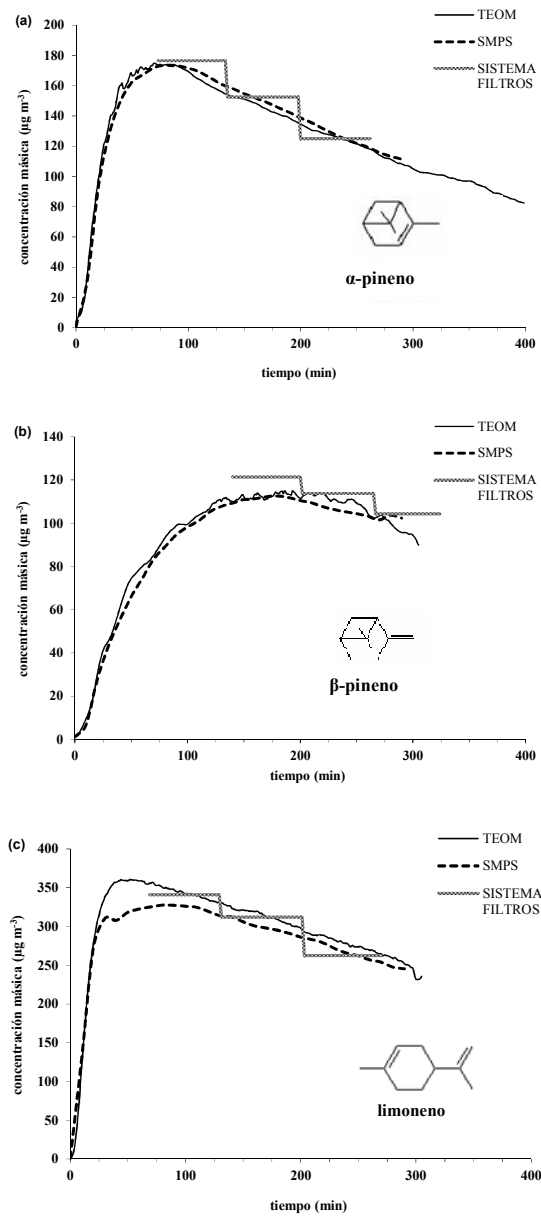 (a)
TEOM
SMPS
SISTEMA
FILTROS
concentración másica (µg m⁻³)
200
180
160
140
120
100
80
60
40
20
0
0 100 200 300 400
tiempo (min)
α-pineno
(b)
TEOM
SMPS
SISTEMA
FILTROS
concentración másica (µg m⁻³)
140
120
100
80
60
40
20
0
0 100 200 300 400
tiempo (min)
β-pineno
(c)
TEOM
SMPS
SISTEMA
FILTROS
concentración másica (µg m⁻³)
400
350
300
250
200
150
100
50
0
0 100 200 300 400
tiempo (min)
limoneno